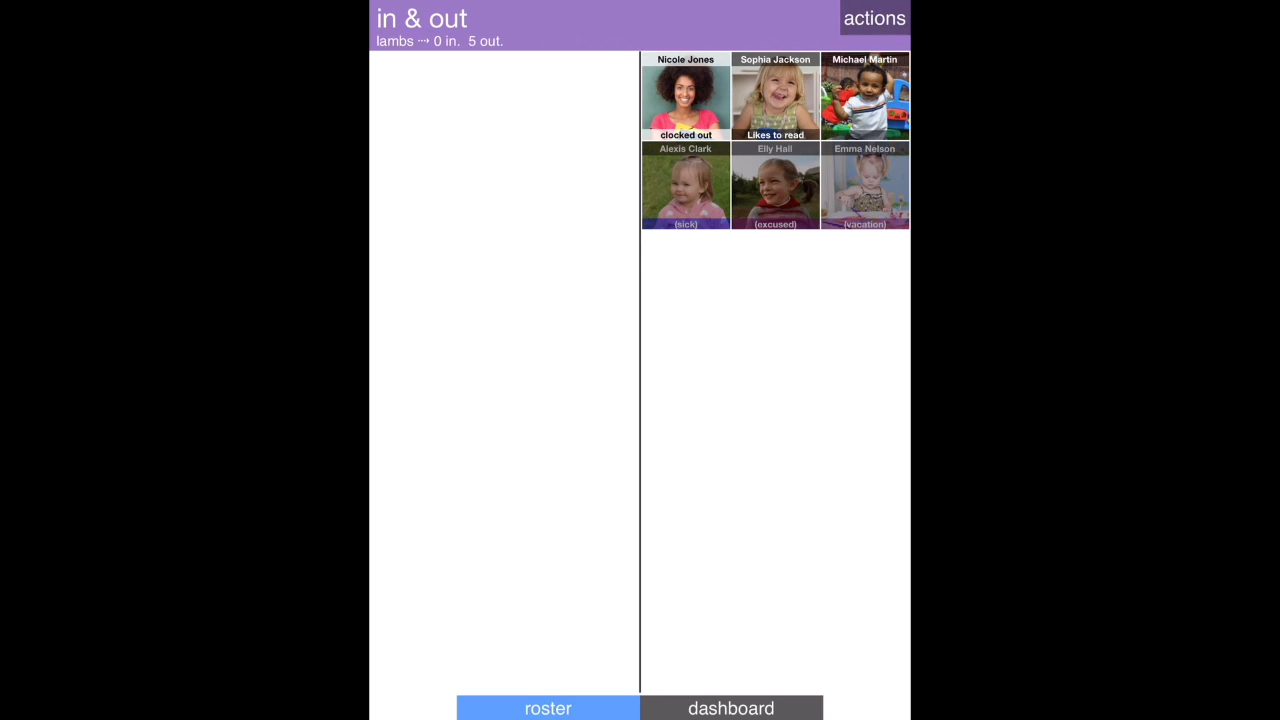 in & out
actions
lambs ⤑ 0 in. 5 out.
Nicole Jones
Sophia Jackson
Michael Martin
clocked out
Likes to read
Alexis Clark
Elly Hall
Emma Nelson
(sick)
(excused)
(vacation)
roster
dashboard